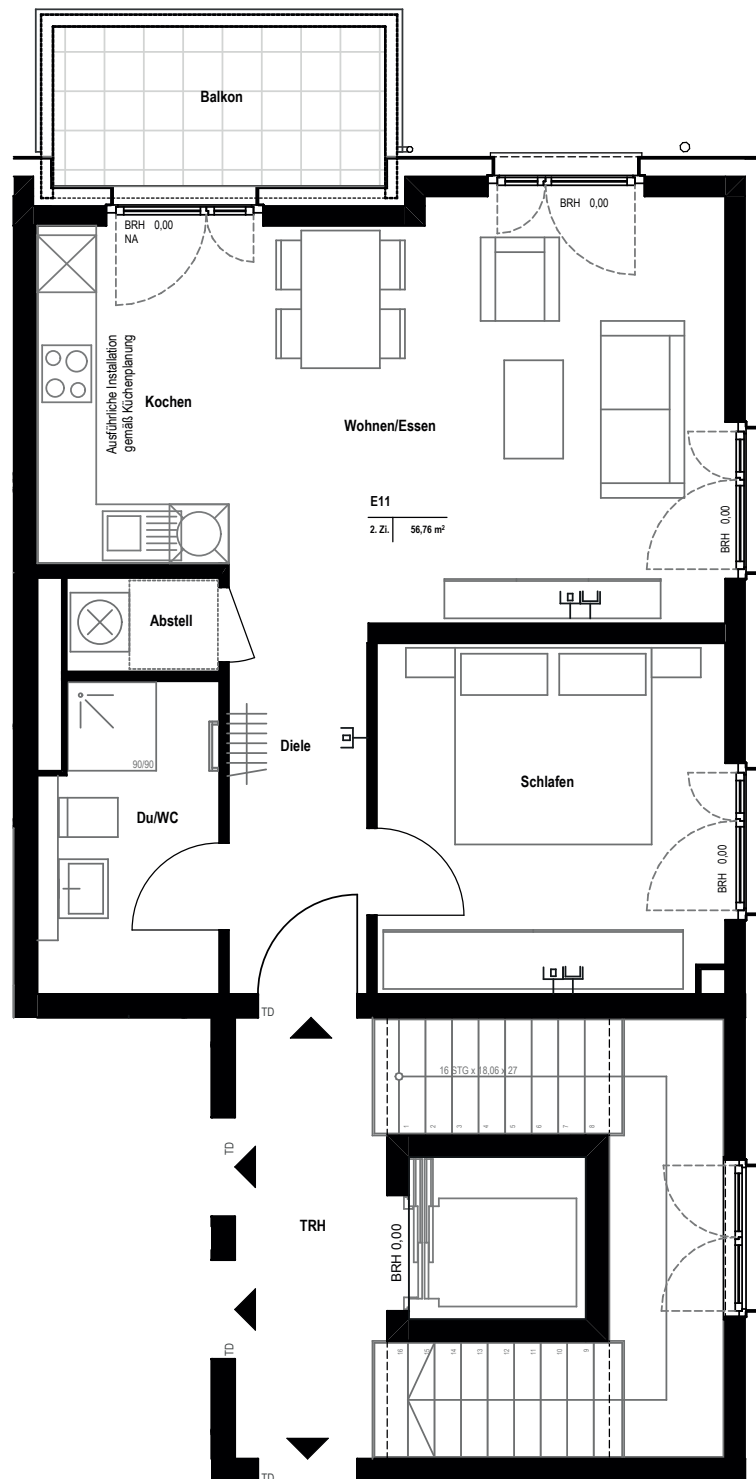 Balkon
BRH 0,00
NA
BRH 0,00
Ausführliche Installation
gemäß Küchenplanung
Kochen
Wohnen/Essen
E11
2. Zi. 56,76 m²
BRH 0,00
Abstell
Diele
90/90
Schlafen
Du/WC
BRH 0,00
TD
16 STG x 18,06 x 27
1 2 3 4 5 6 7 8
TD
TRH
BRH 0,00
TD
16 15 14 13 12 11 10 9
TD